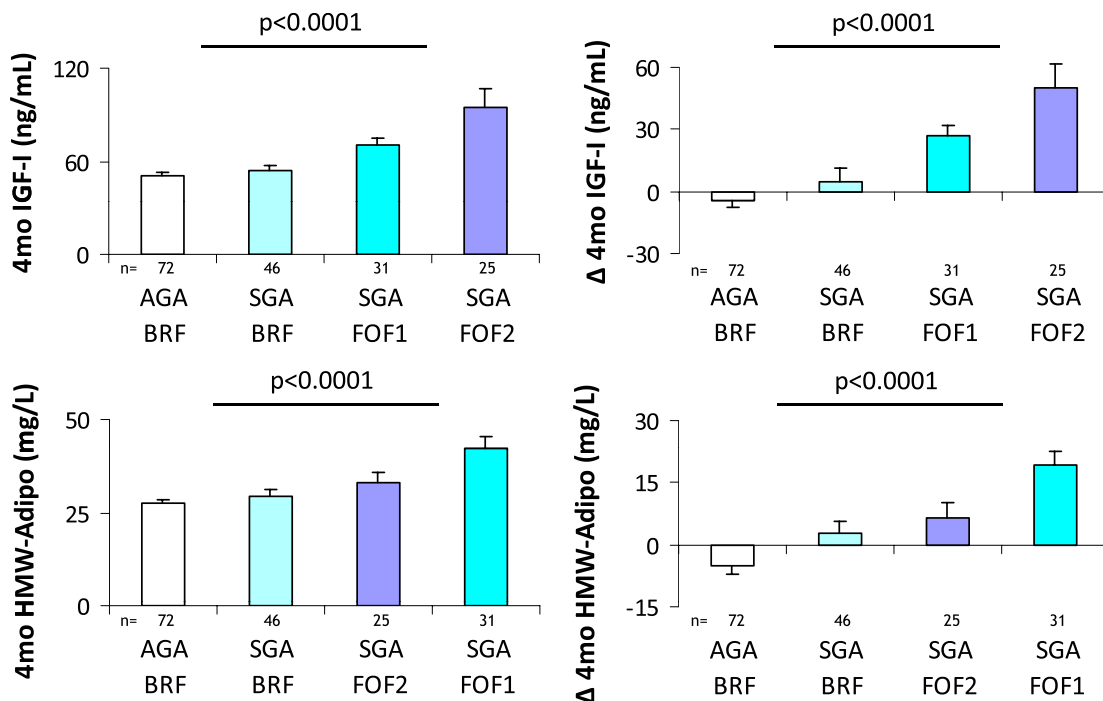 p<0.0001
4mo IGF-I (ng/mL)
120
60
0
n= 72 46 31 25
AGA SGA SGA SGA
BRF BRF FOF1 FOF2
p<0.0001
Δ 4mo IGF-I (ng/mL)
60
30
0
-30
n= 72 46 31 25
AGA SGA SGA SGA
BRF BRF FOF1 FOF2
p<0.0001
4mo HMW-Adipo (mg/L)
50
25
0
n= 72 46 25 31
AGA SGA SGA SGA
BRF BRF FOF2 FOF1
p<0.0001
Δ 4mo HMW-Adipo (mg/L)
30
15
0
-15
n= 72 46 25 31
AGA SGA SGA SGA
BRF BRF FOF2 FOF1